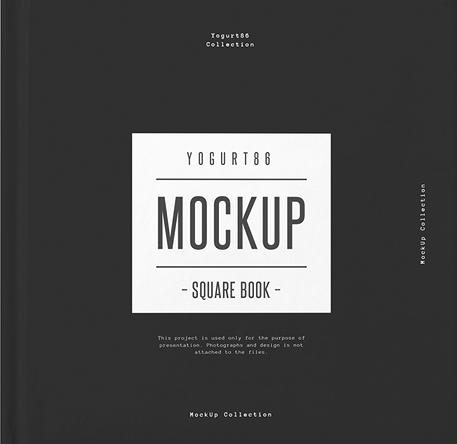 Yogurt86
Collection
YOGURT86
MOCKUP
- SQUARE BOOK -
MockUp Collection
This project is used only for the purpose of
presentation. Photographs and design is not
attached to the files.
MockUp Collection